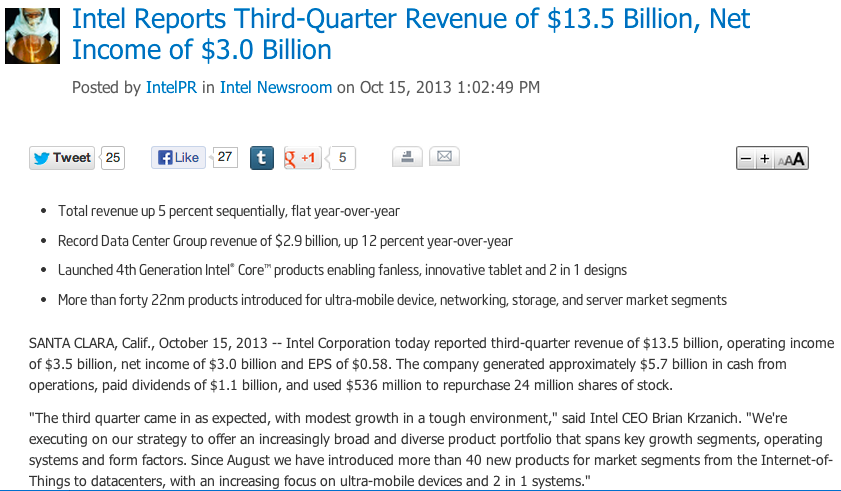 Intel Reports Third-Quarter Revenue of $13.5 Billion, Net
Income of $3.0 Billion
Posted by IntelPR in Intel Newsroom on Oct 15, 2013 1:02:49 PM
Tweet 25 Like 27 t +1 5 − + AAA
• Total revenue up 5 percent sequentially, flat year-over-year
• Record Data Center Group revenue of $2.9 billion, up 12 percent year-over-year
• Launched 4th Generation Intel® Core™ products enabling fanless, innovative tablet and 2 in 1 designs
• More than forty 22nm products introduced for ultra-mobile device, networking, storage, and server market segments
SANTA CLARA, Calif., October 15, 2013 -- Intel Corporation today reported third-quarter revenue of $13.5 billion, operating income
of $3.5 billion, net income of $3.0 billion and EPS of $0.58. The company generated approximately $5.7 billion in cash from
operations, paid dividends of $1.1 billion, and used $536 million to repurchase 24 million shares of stock.
"The third quarter came in as expected, with modest growth in a tough environment," said Intel CEO Brian Krzanich. "We're
executing on our strategy to offer an increasingly broad and diverse product portfolio that spans key growth segments, operating
systems and form factors. Since August we have introduced more than 40 new products for market segments from the Internet-of-
Things to datacenters, with an increasing focus on ultra-mobile devices and 2 in 1 systems."